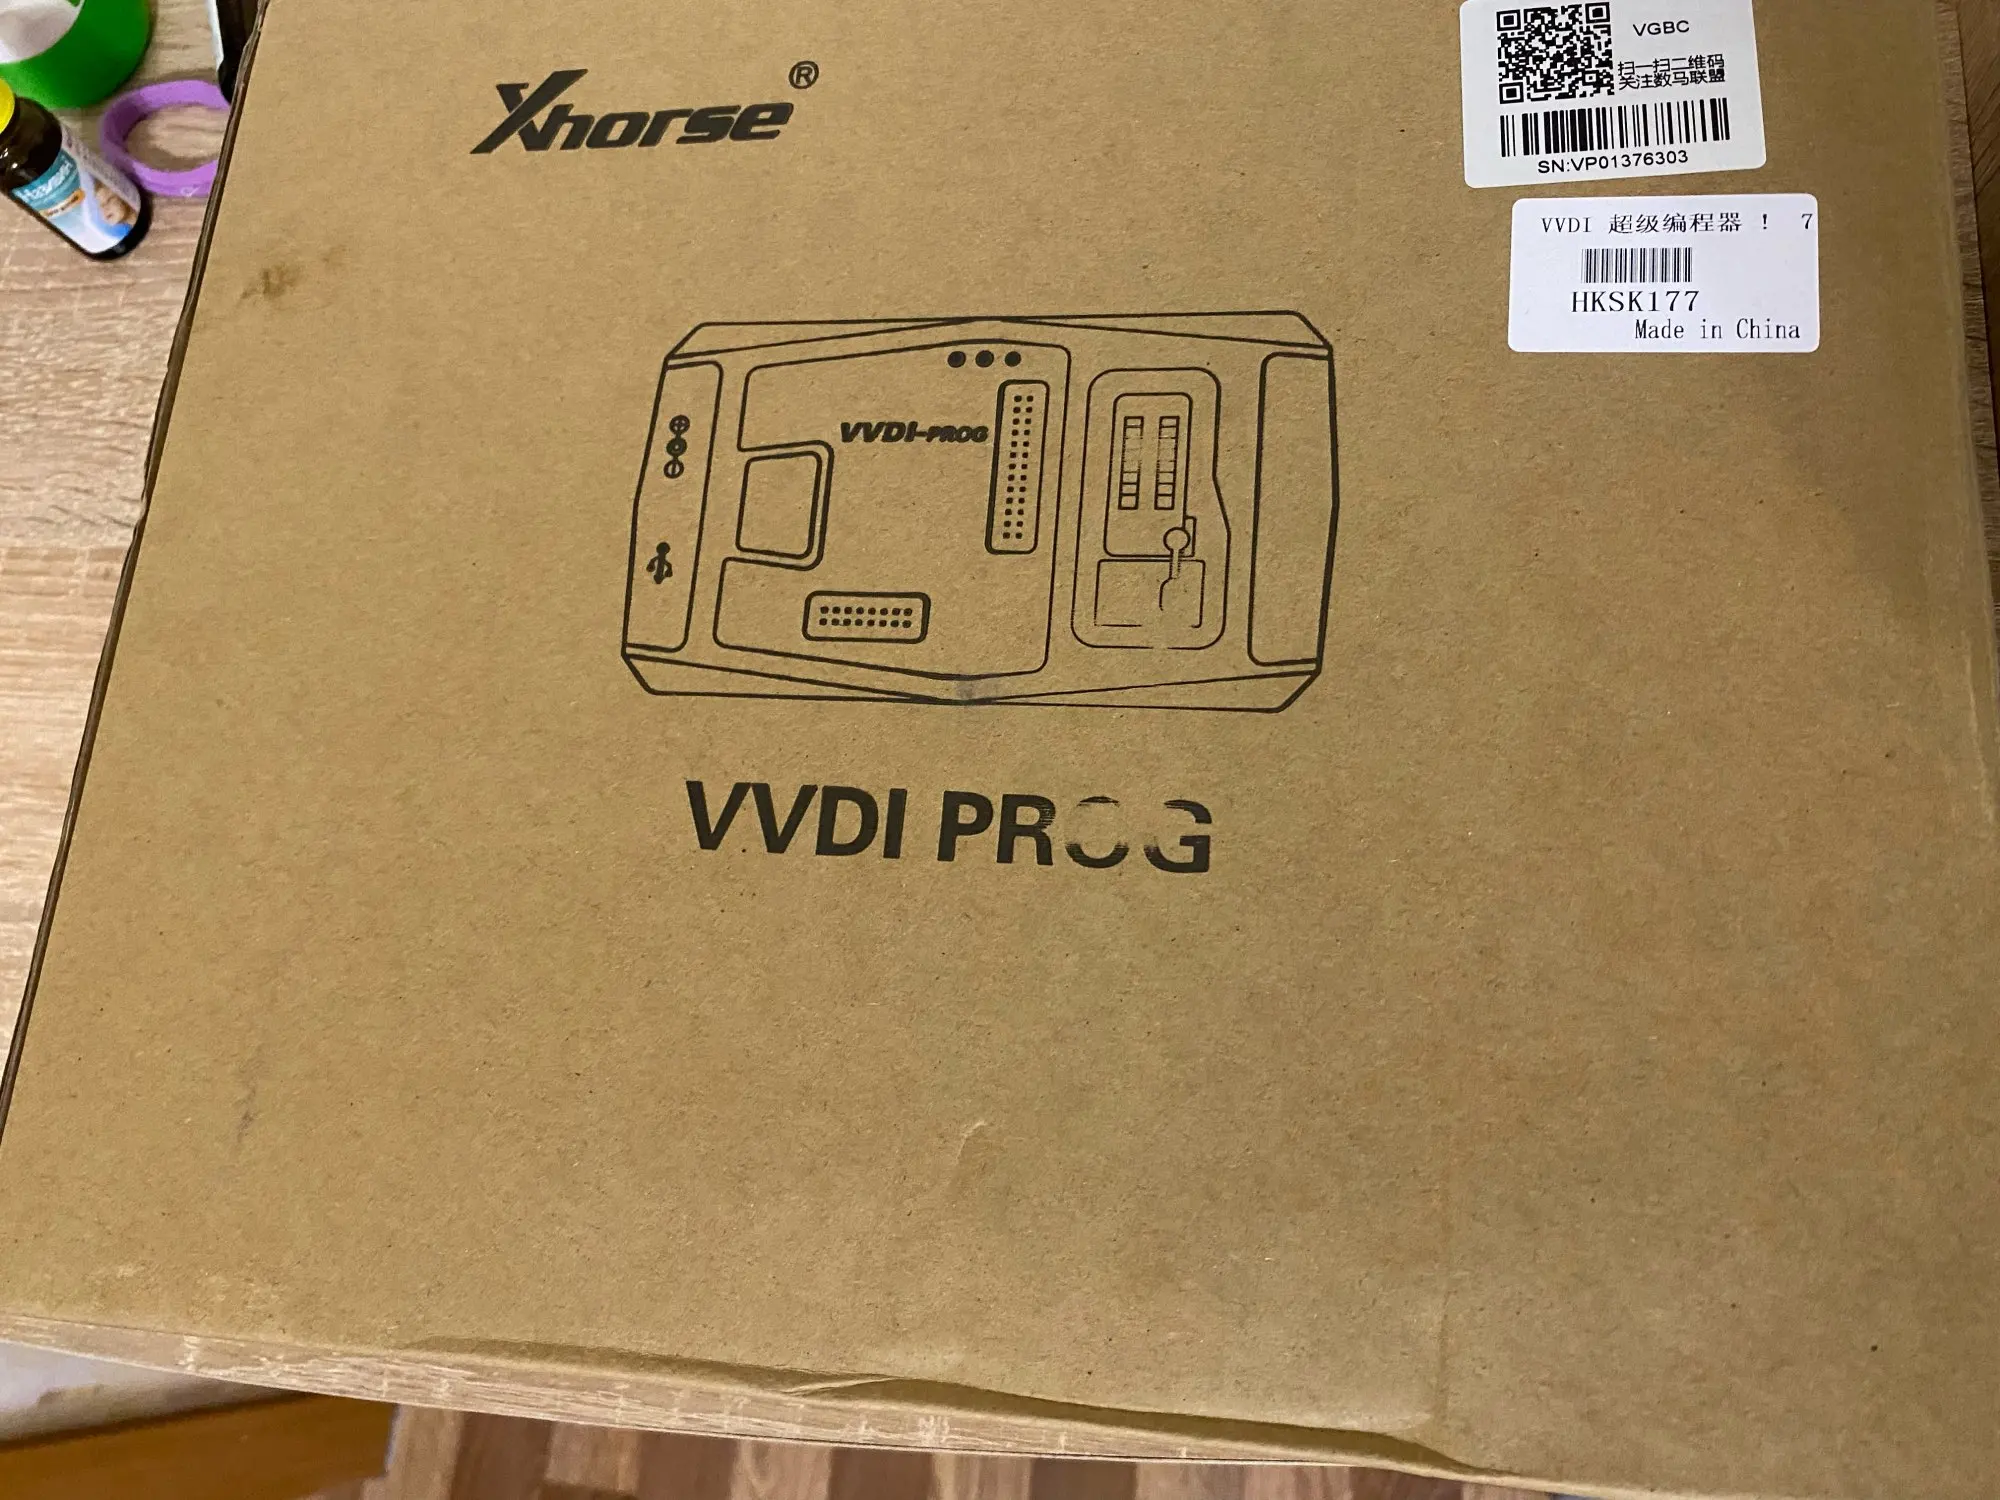 Xhorse®
VGBC
扫一扫二维码
关注数马联盟
SN:VP01376303
VVDI 超级编程器 ! 7
HKSK177
Made in China
VVDI-PROG
VVDI PROG